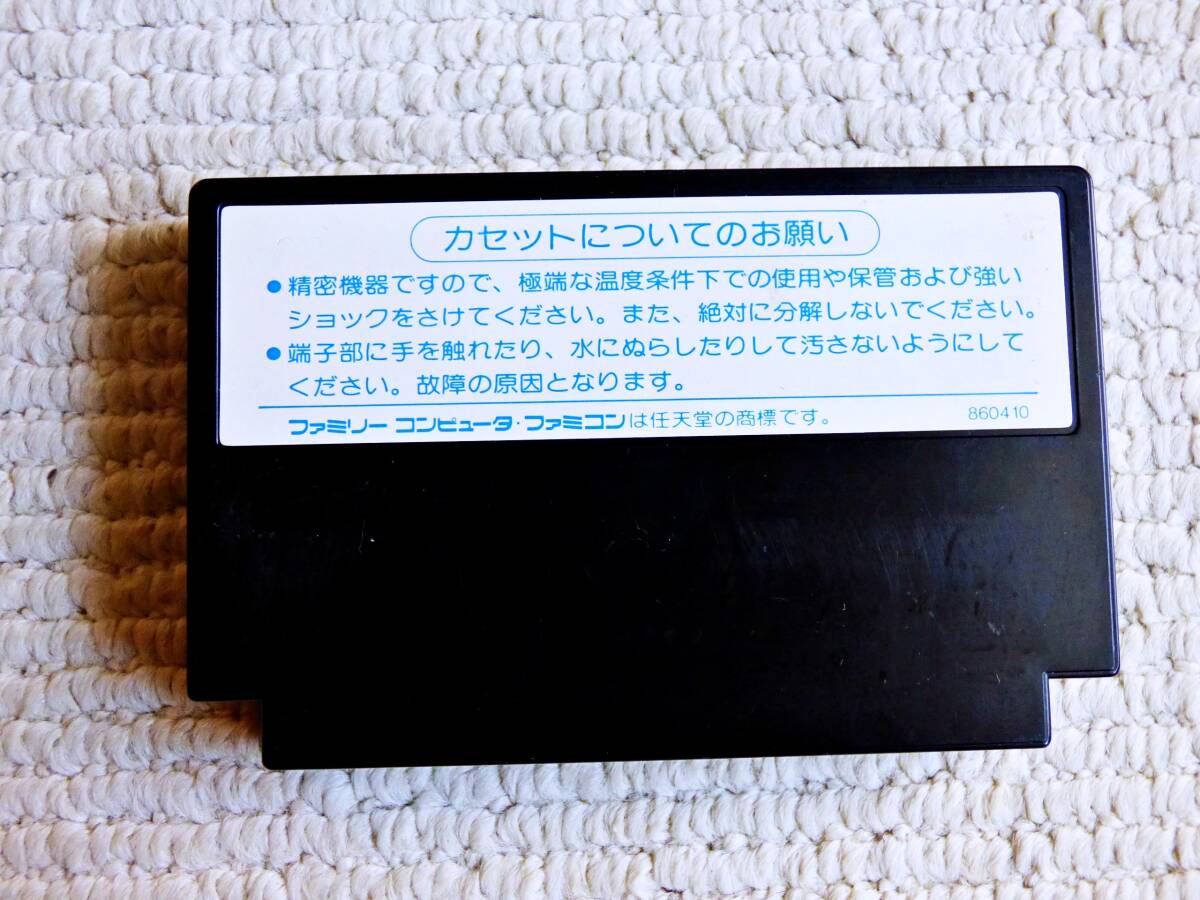 カセットについてのお願い
●精密機器ですので、極端な温度条件下での使用や保管および強い
ショックをさけてください。また、絶対に分解しないでください。
●端子部に手を触れたり、水にぬらしたりして汚さないようにして
ください。故障の原因となります。
ファミリー コンピュータ・ファミコンは任天堂の商標です。 860410